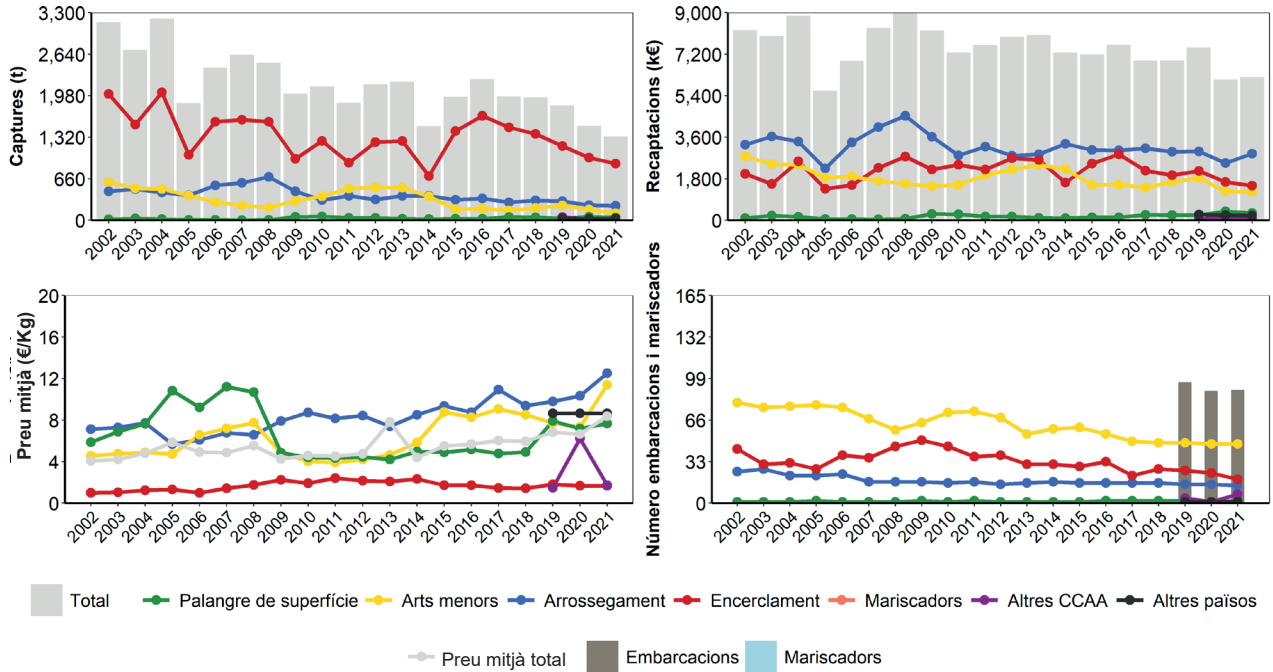 Captures (t)
3,300
2,640
1,980
1,320
660
0
2002 2003 2004 2005 2006 2007 2008 2009 2010 2011 2012 2013 2014 2015 2016 2017 2018 2019 2020 2021
Recaptacions (k€)
9,000
7,200
5,400
3,600
1,800
0
2002 2003 2004 2005 2006 2007 2008 2009 2010 2011 2012 2013 2014 2015 2016 2017 2018 2019 2020 2021
Preu mitjà (€/Kg)
20
16
12
8
4
0
2002 2003 2004 2005 2006 2007 2008 2009 2010 2011 2012 2013 2014 2015 2016 2017 2018 2019 2020 2021
Número embarcacions i mariscadors
165
132
99
66
33
0
2002 2003 2004 2005 2006 2007 2008 2009 2010 2011 2012 2013 2014 2015 2016 2017 2018 2019 2020 2021
Total Palangre de superfície Arts menors Arrossegament Encerclament Mariscadors Altres CCAA Altres països
Preu mitjà total Embarcacions Mariscadors